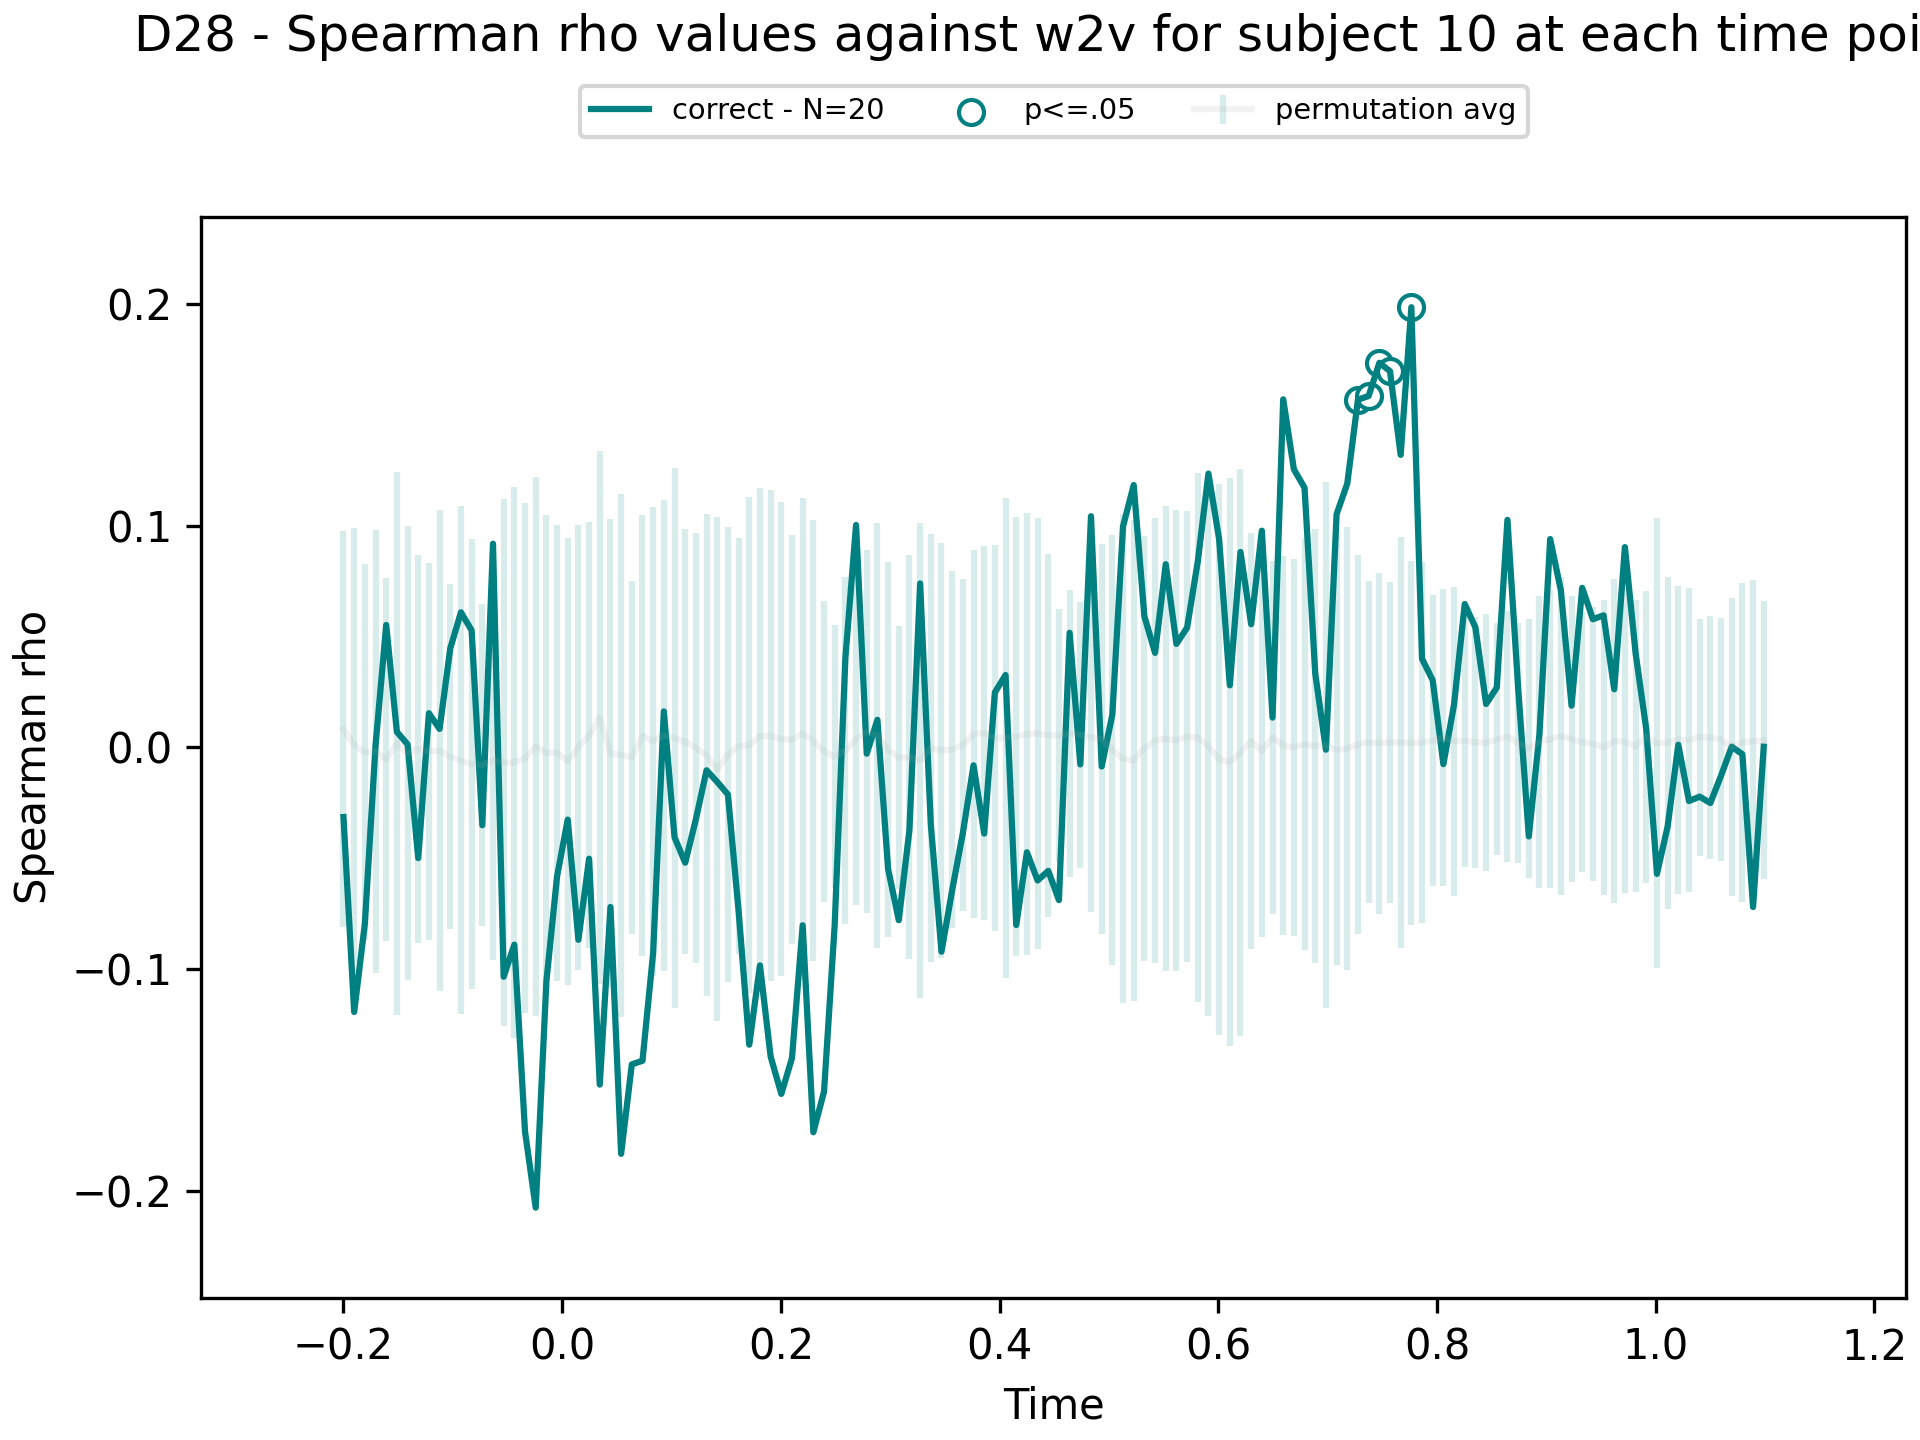 D28 - Spearman rho values against w2v for subject 10 at each time poi
correct - N=20
p<=.05
permutation avg
0.2
0.1
0.0
−0.1
−0.2
Spearman rho
−0.2
0.0
0.2
0.4
0.6
0.8
1.0
1.2
Time